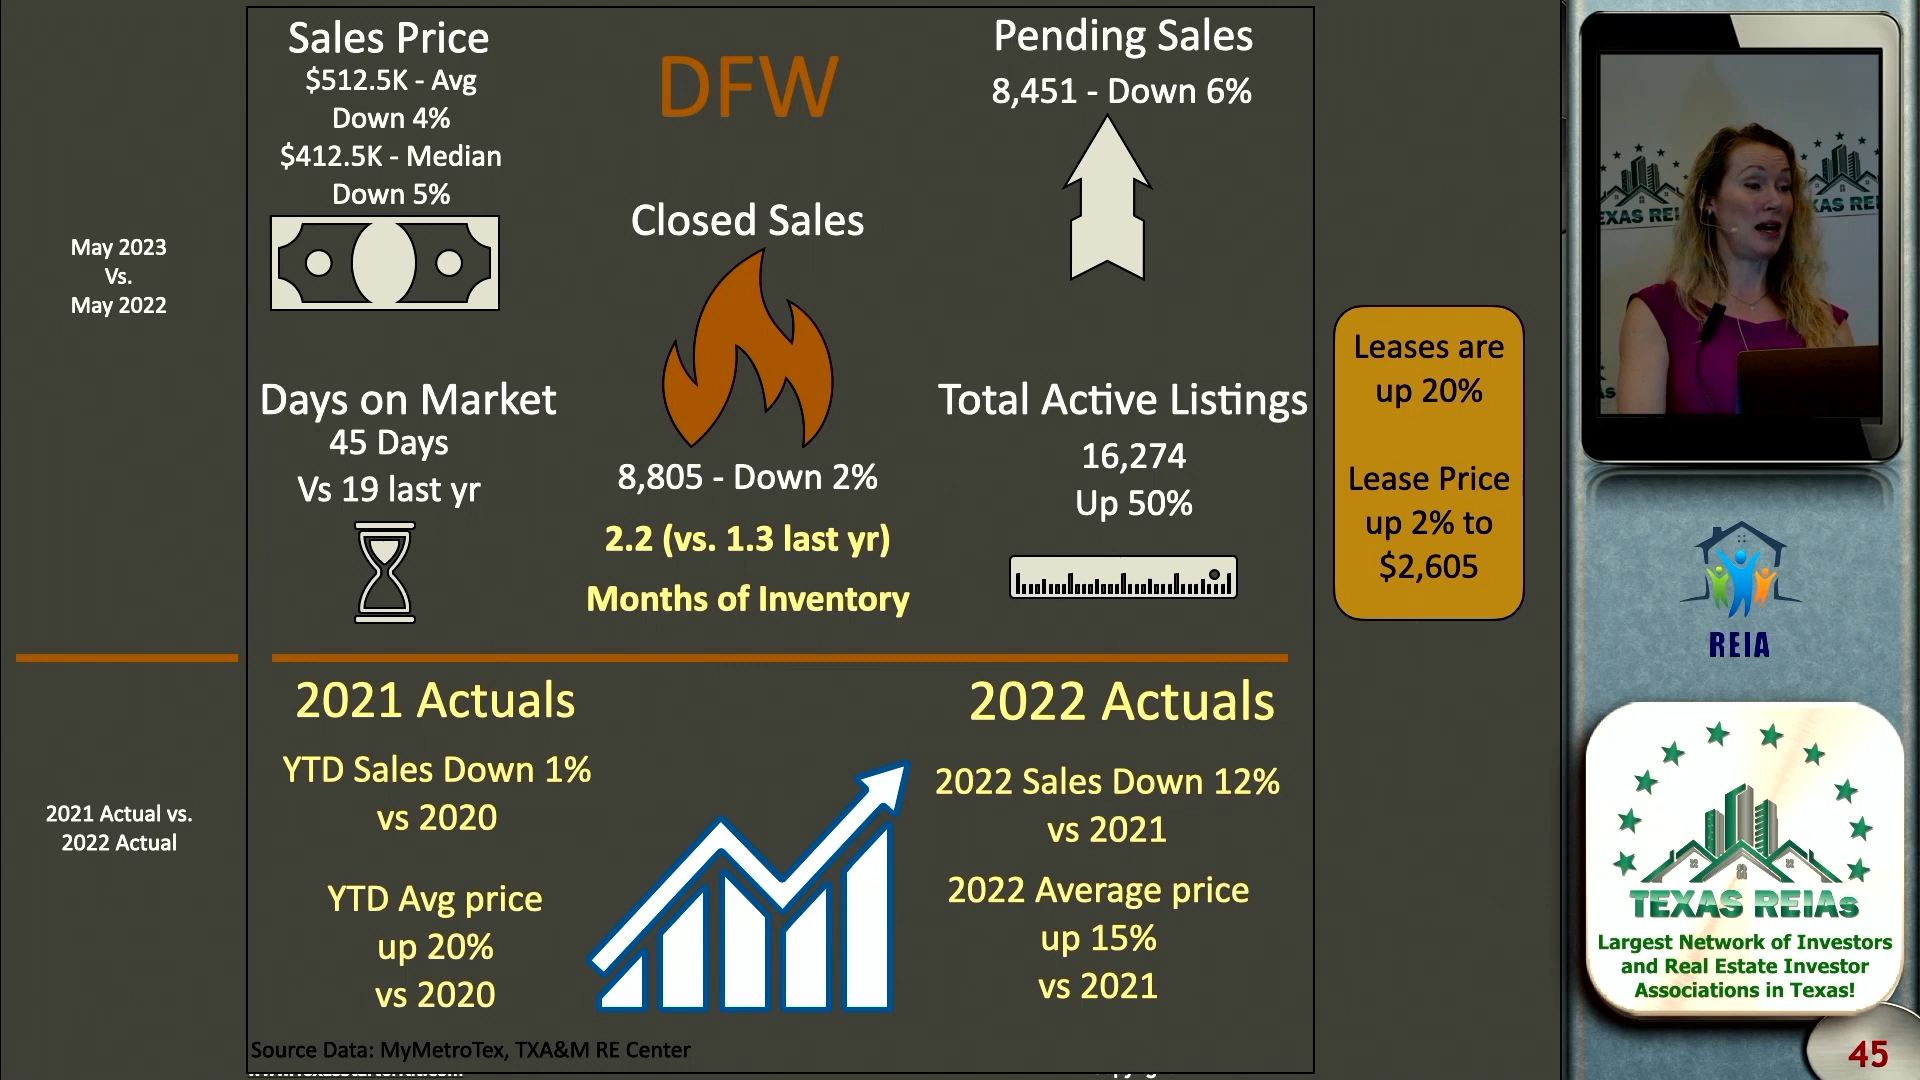 Sales Price
$512.5K - Avg
Down 4%
$412.5K - Median
Down 5%
DFW
Pending Sales
8,451 - Down 6%
May 2023
Vs.
May 2022
Closed Sales
8,805 - Down 2%
2.2 (vs. 1.3 last yr)
Months of Inventory
Days on Market
45 Days
Vs 19 last yr
Total Active Listings
16,274
Up 50%
Leases are
up 20%
Lease Price
up 2% to
$2,605
2021 Actual vs.
2022 Actual
2021 Actuals
YTD Sales Down 1%
vs 2020
YTD Avg price
up 20%
vs 2020
2022 Actuals
2022 Sales Down 12%
vs 2021
2022 Average price
up 15%
vs 2021
Source Data: MyMetroTex, TXA&M RE Center
EXAS REI
AS REI
REIA
TEXAS REIAs
Largest Network of Investors
and Real Estate Investor
Associations in Texas!
45